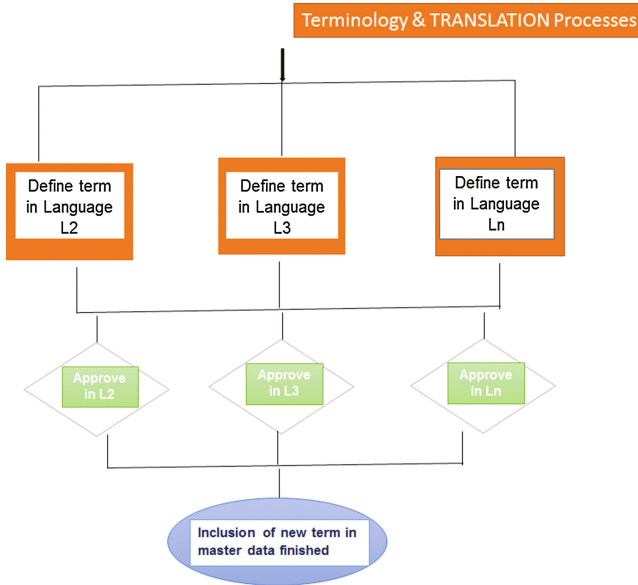 Terminology & TRANSLATION Processes
Define term
in Language
L2
Define term
in Language
L3
Define term
in Language
Ln
Approve
in L2
Approve
in L3
Approve
in Ln
Inclusion of new term in
master data finished